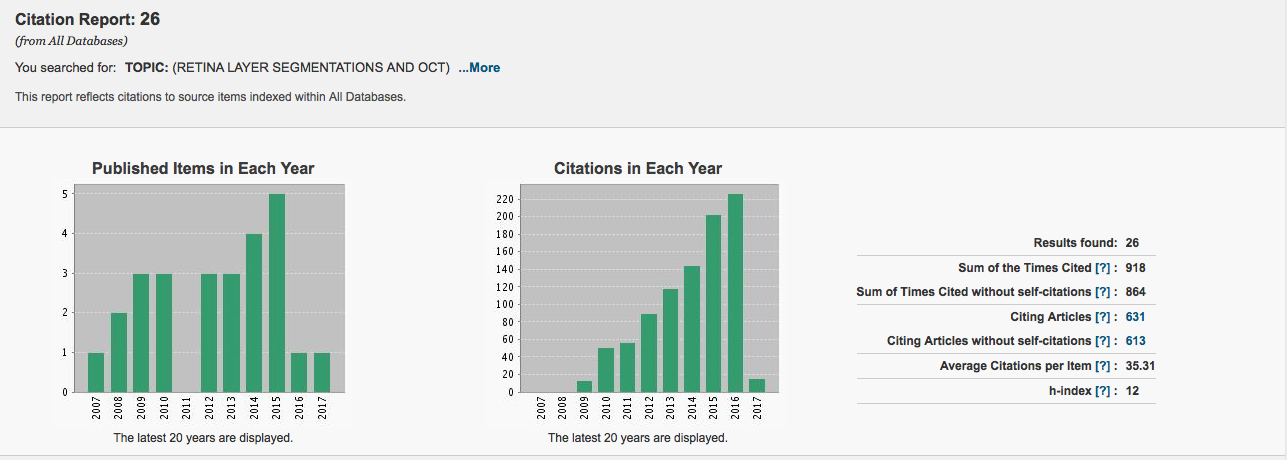 Citation Report: 26
(from All Databases)
You searched for: TOPIC: (RETINA LAYER SEGMENTATIONS AND OCT) ...More
This report reflects citations to source items indexed within All Databases.
Published Items in Each Year
5
4
3
2
1
0
2007 2008 2009 2010 2011 2012 2013 2014 2015 2016 2017
The latest 20 years are displayed.
Citations in Each Year
220
200
180
160
140
120
100
80
60
40
20
0
2007 2008 2009 2010 2011 2012 2013 2014 2015 2016 2017
The latest 20 years are displayed.
Results found: 26
Sum of the Times Cited [?] : 918
Sum of Times Cited without self-citations [?] : 864
Citing Articles [?] : 631
Citing Articles without self-citations [?] : 613
Average Citations per Item [?] : 35.31
h-index [?] : 12